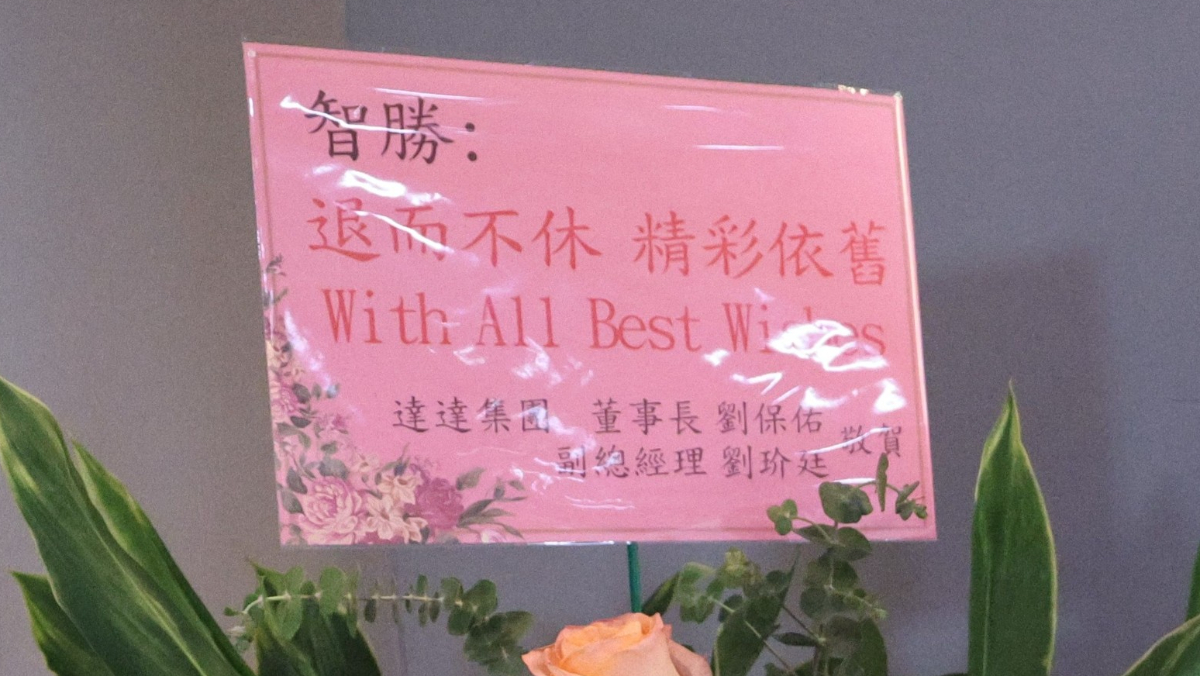 智勝：
退而不休 精彩依舊
With All Best Wishes
達達集團 董事長 劉保佑
副總經理 劉玠廷 敬賀